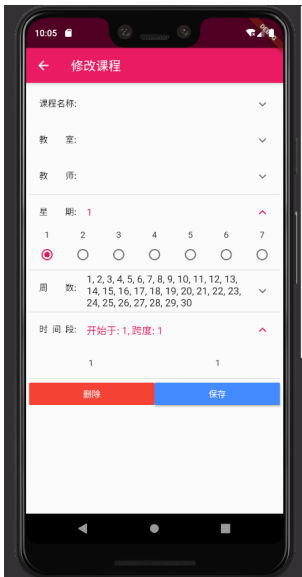 10:05
修改课程
课程名称:
教 室:
教 师:
星 期: 1
1 2 3 4 5 6 7
周 数: 1, 2, 3, 4, 5, 6, 7, 8, 9, 10, 11, 12, 13,
14, 15, 16, 17, 18, 19, 20, 21, 22, 23,
24, 25, 26, 27, 28, 29, 30
时 间 段: 开始于: 1, 跨度: 1
1 1
删除 保存